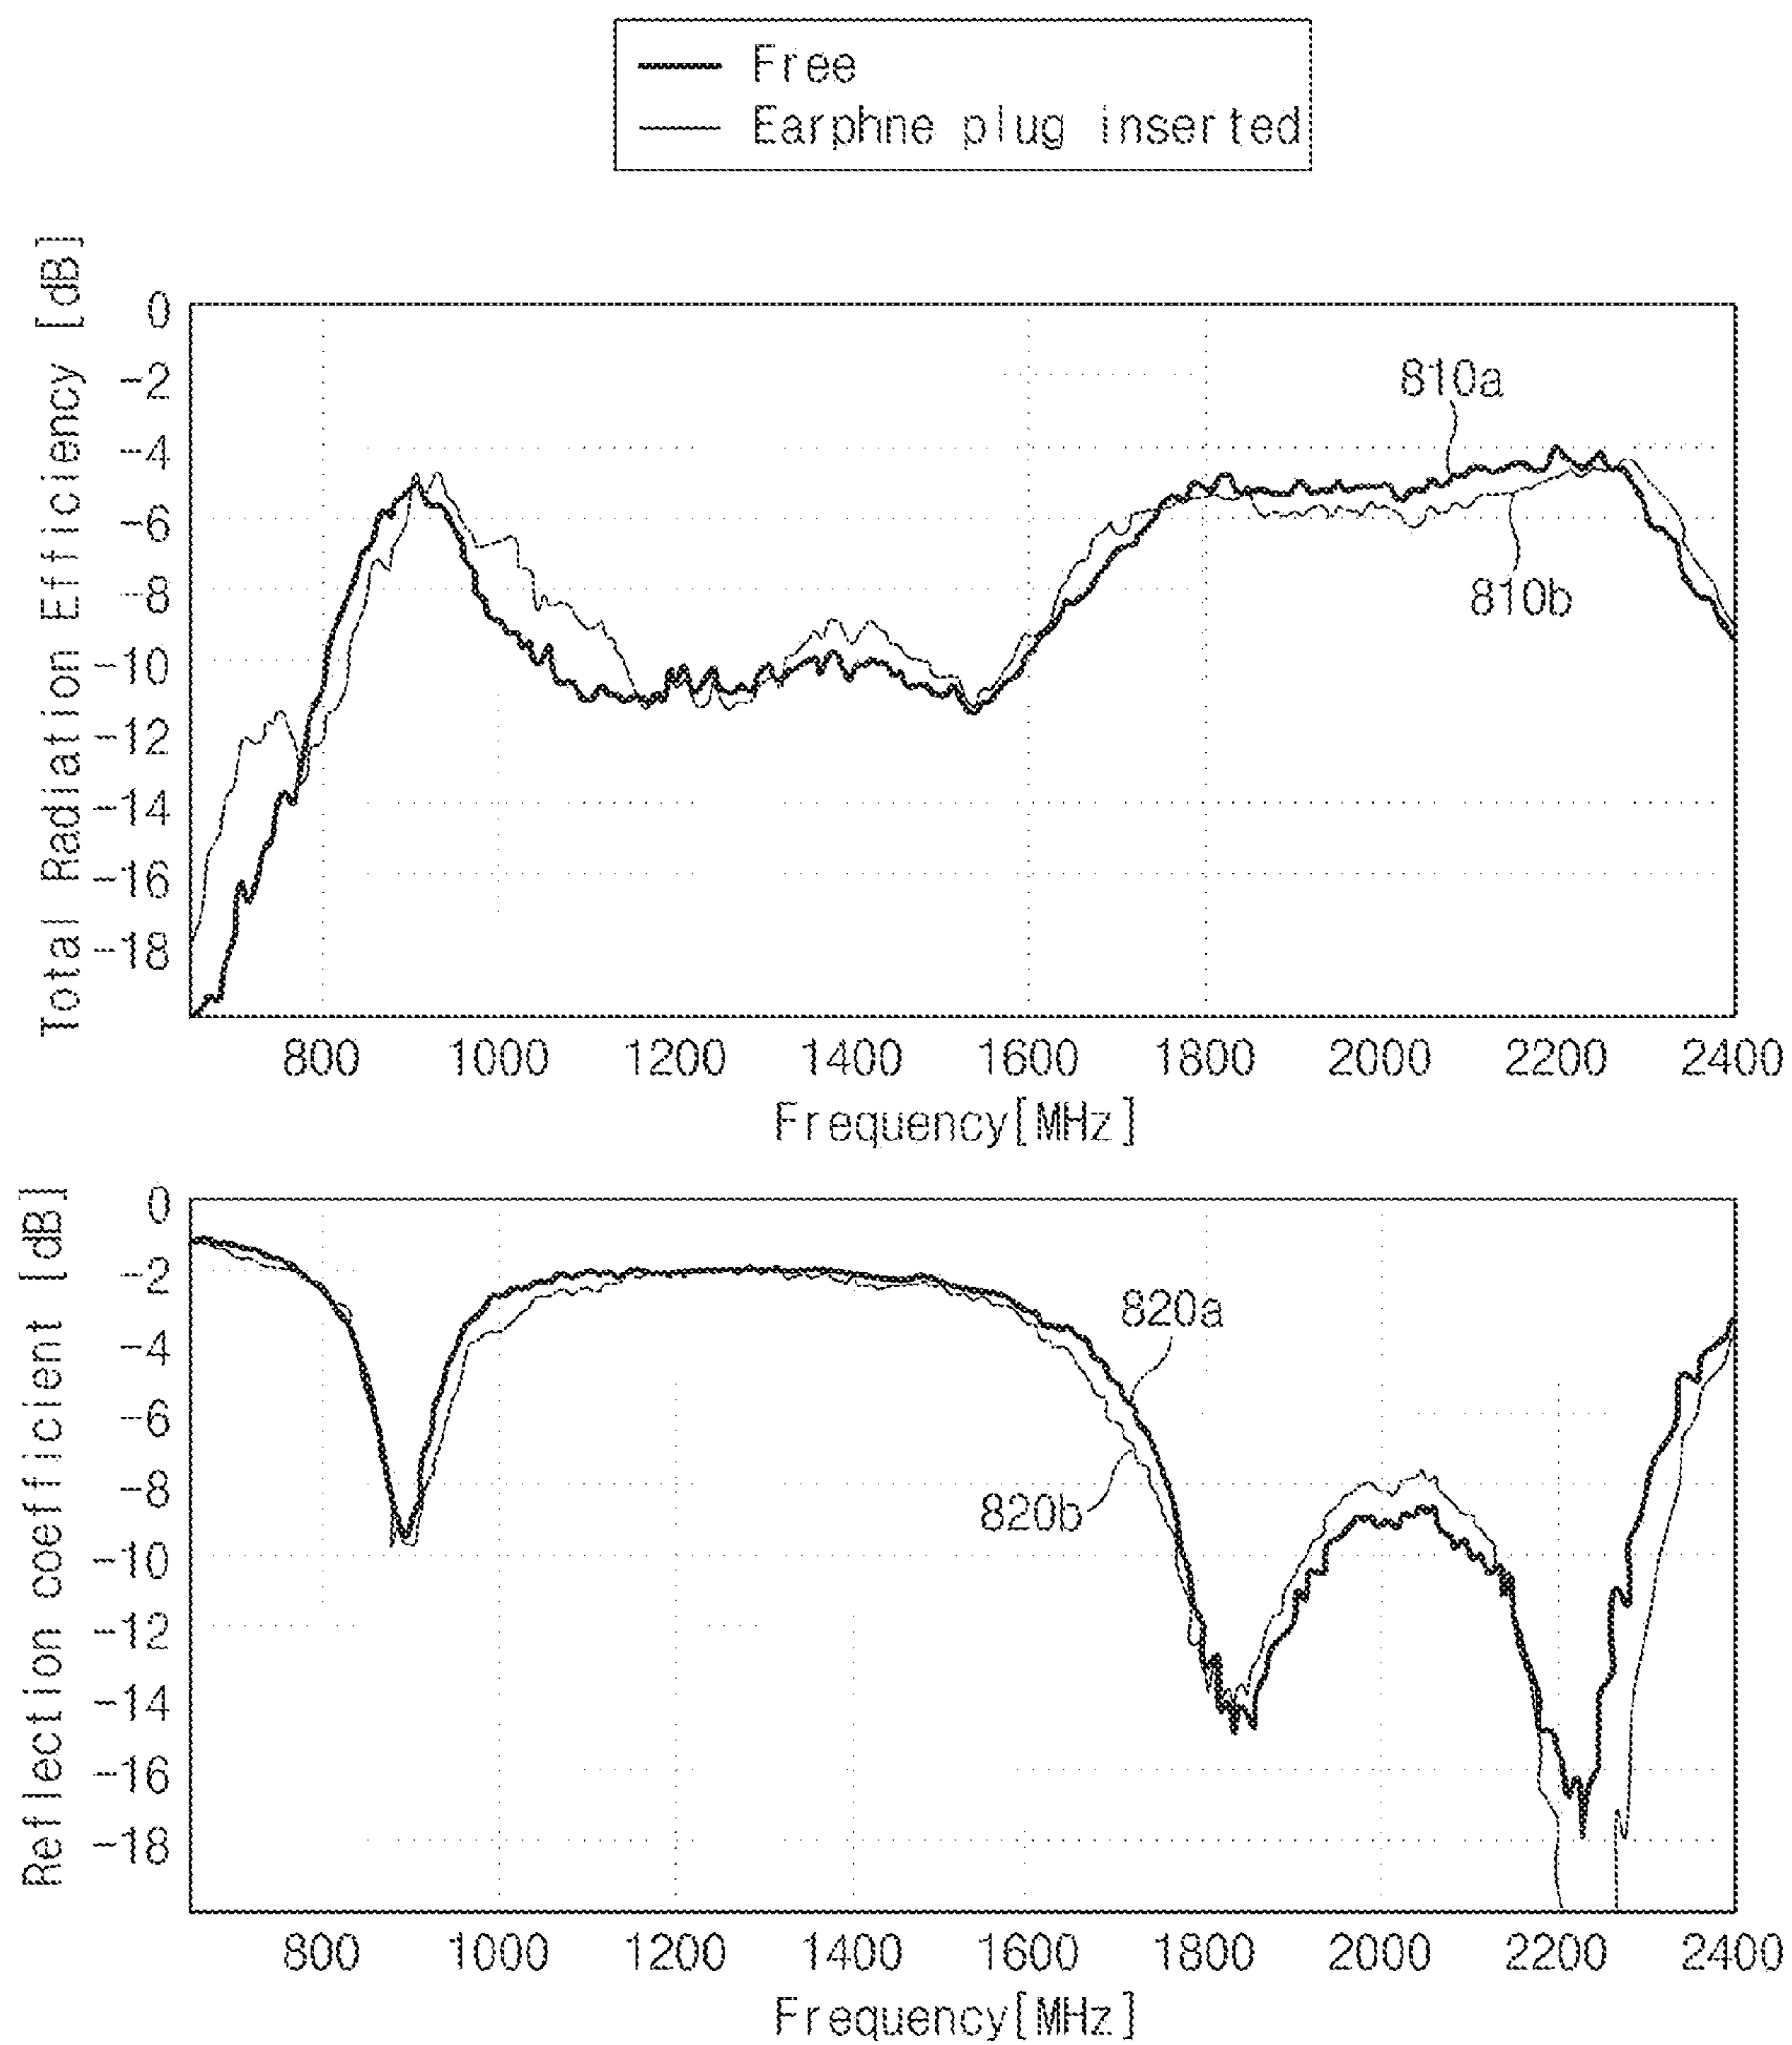 Free
Earphne plug inserted
Total Radiation Efficiency [dB]
0
-2
-4
-6
-8
-10
-12
-14
-16
-18
810a
810b
800 1000 1200 1400 1600 1800 2000 2200 2400
Frequency[MHz]
Reflection coefficient [dB]
0
-2
-4
-6
-8
-10
-12
-14
-16
-18
820a
820b
800 1000 1200 1400 1600 1800 2000 2200 2400
Frequency[MHz]